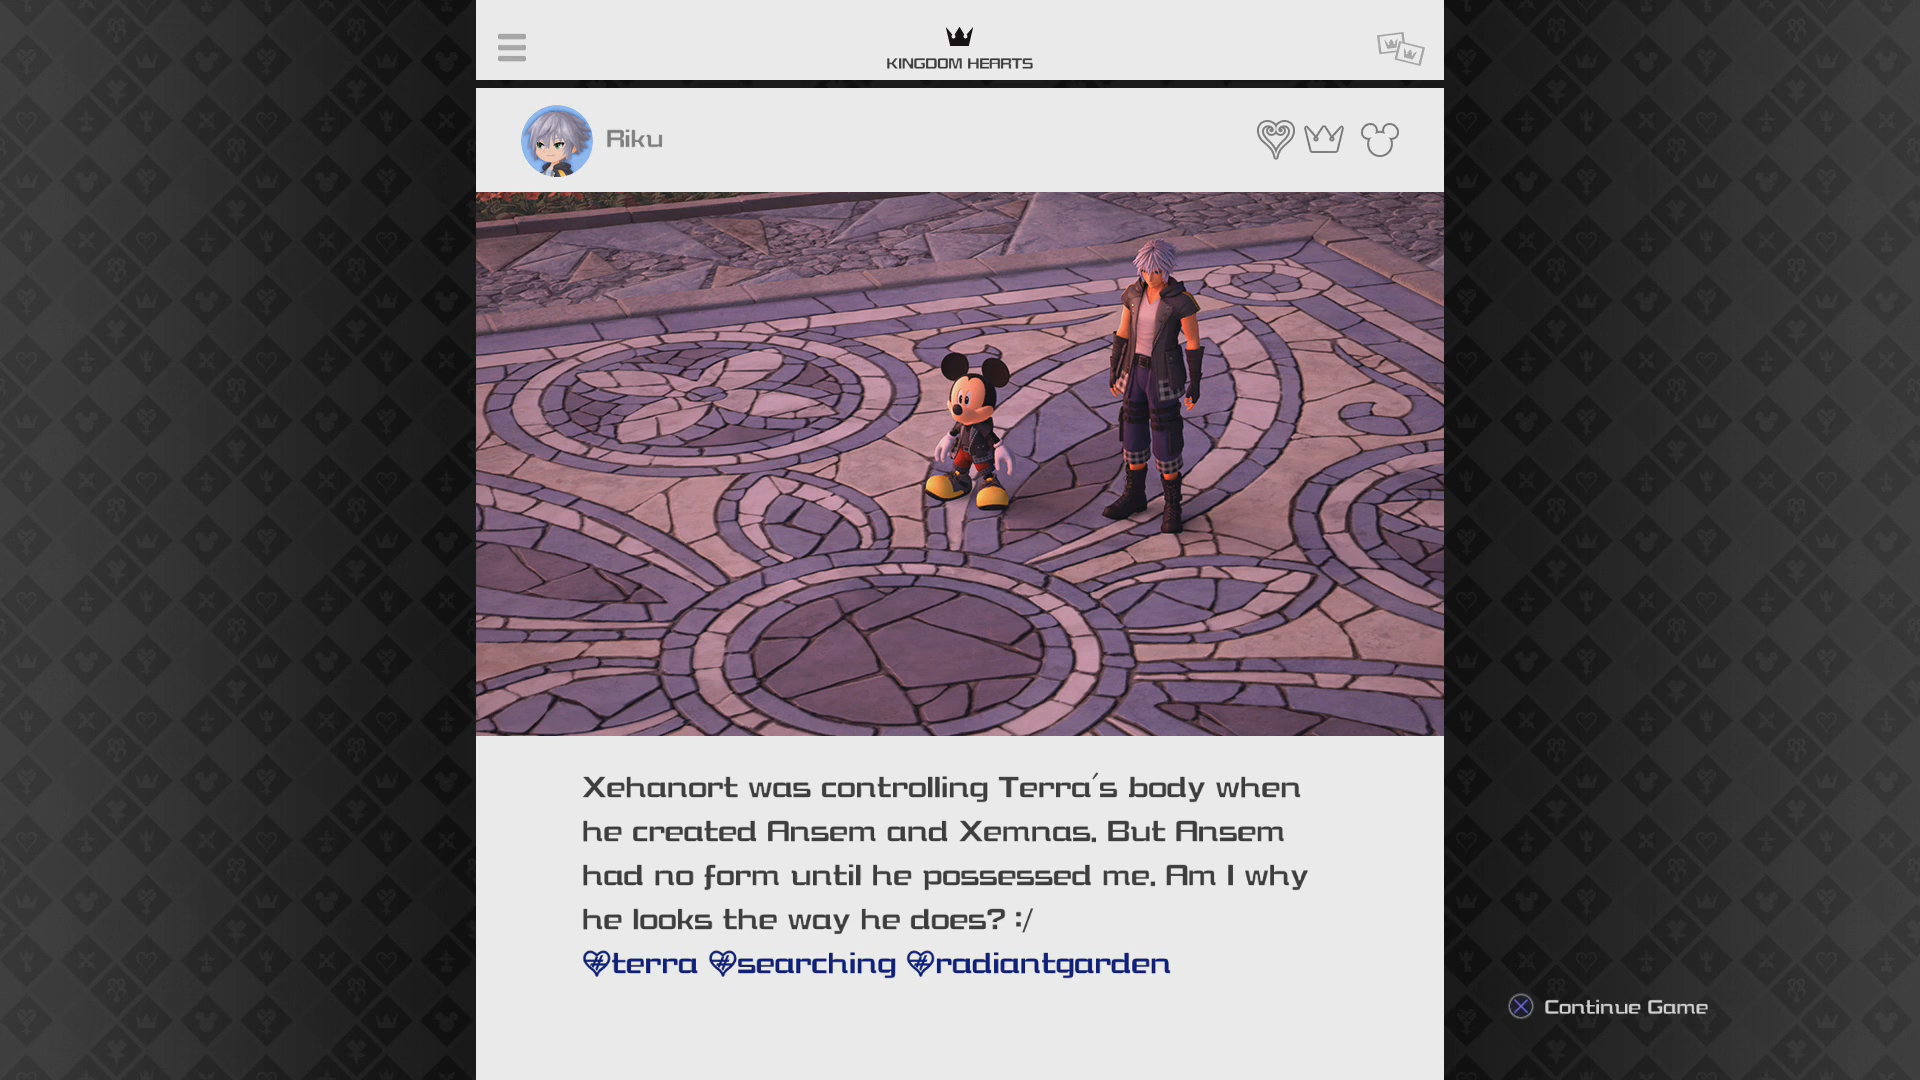 KINGDOM HEARTS
Riku
Xehanort was controlling Terra's body when
he created Ansem and Xemnas. But Ansem
had no form until he possessed me. Am I why
he looks the way he does? :/
#terra #searching #radiantgarden
Continue Game